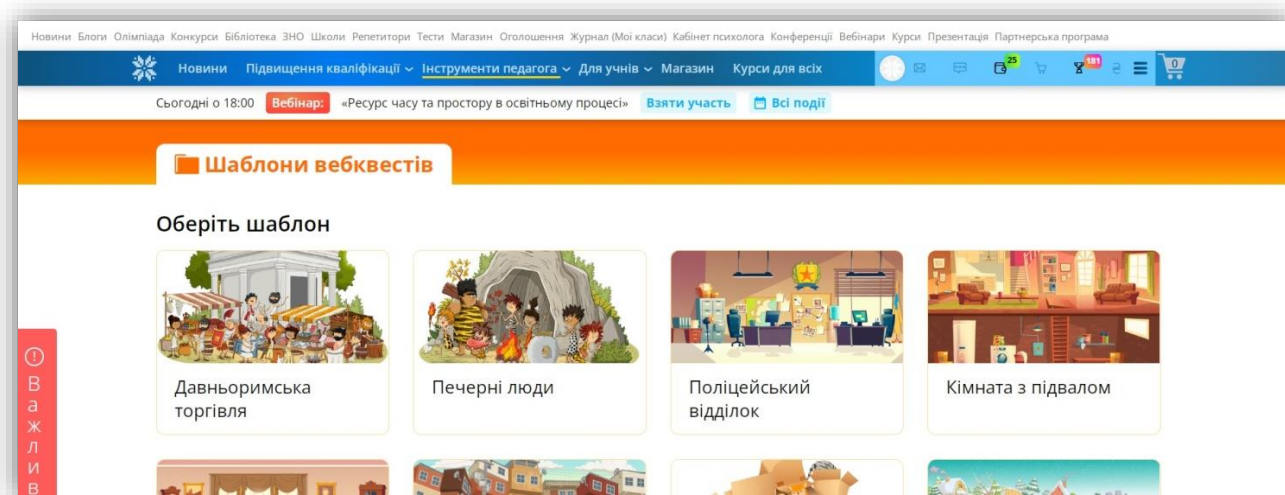 Новини Блоги Олімпіада Конкурси Бібліотека ЗНО Школи Репетитори Тести Магазин Оголошення Журнал (Мої класи) Кабінет психолога Конференції Вебінари Курси Презентація Партнерська програма
Новини Підвищення кваліфікації Інструменти педагога Для учнів Магазин Курси для всіх 25 181 ₴ 0
Сьогодні о 18:00 Вебінар: «Ресурс часу та простору в освітньому процесі» Взяти участь Всі події
Шаблони вебквестів
Оберіть шаблон
Давньоримська
торгівля
Печерні люди
Поліцейський
відділок
Кімната з підвалом
Важлив